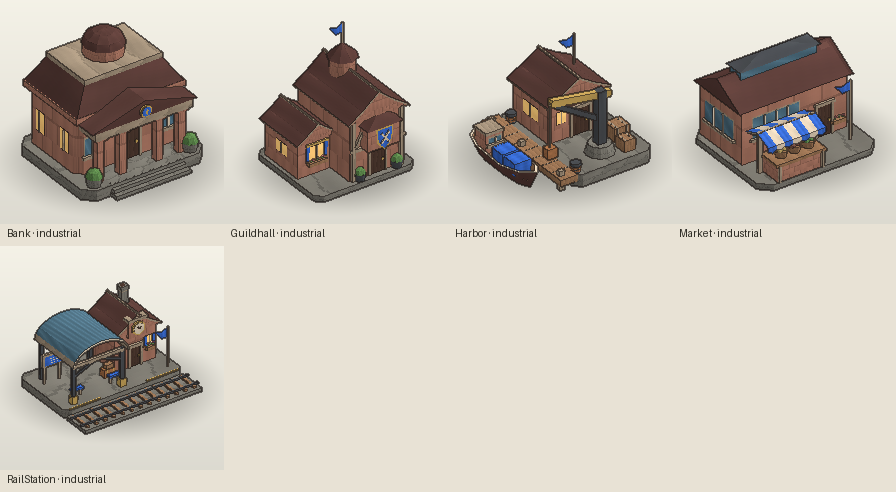 Bank · industrial
Guildhall · industrial
Harbor · industrial
Market · industrial
RailStation · industrial